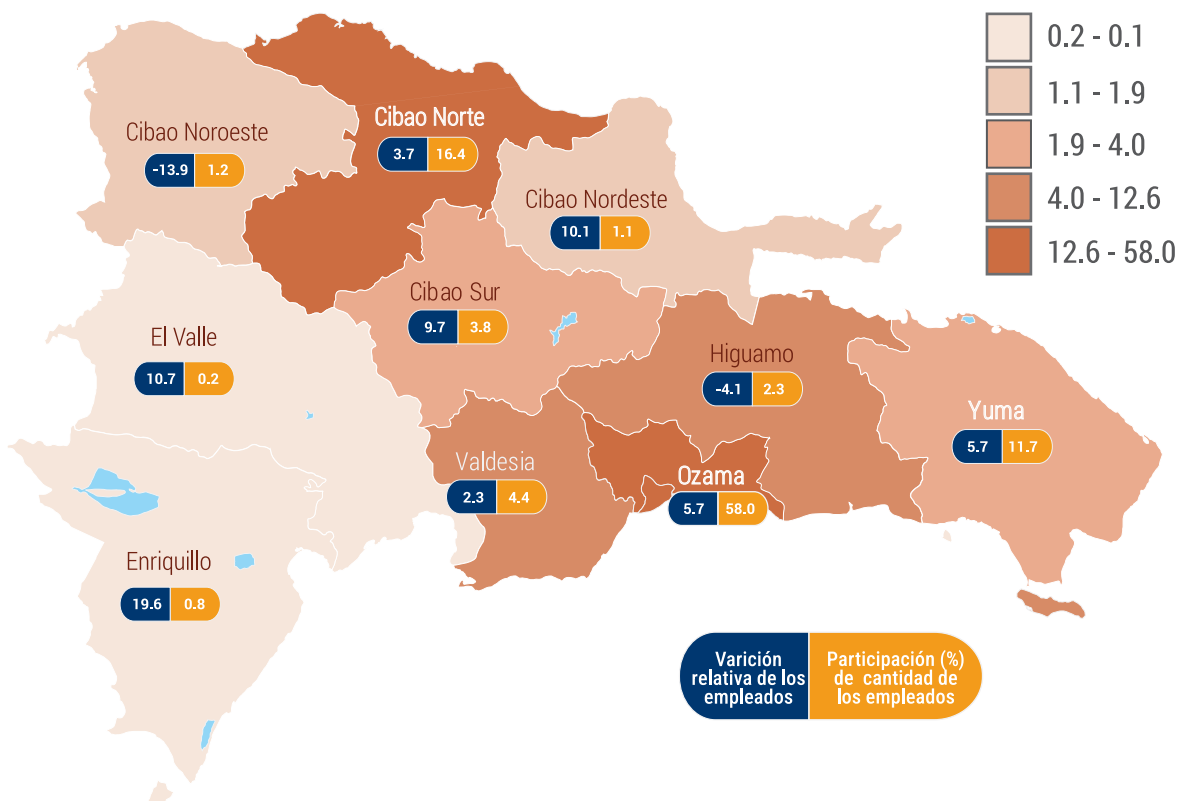 0.2 - 0.1
1.1 - 1.9
1.9 - 4.0
4.0 - 12.6
12.6 - 58.0
Cibao Noroeste
-13.9 1.2
Cibao Norte
3.7 16.4
Cibao Nordeste
10.1 1.1
Cibao Sur
9.7 3.8
El Valle
10.7 0.2
Higuamo
-4.1 2.3
Yuma
5.7 11.7
Valdesia
2.3 4.4
Ozama
5.7 58.0
Enriquillo
19.6 0.8
Varición
relativa de los
empleados
Participación (%)
de cantidad de
los empleados